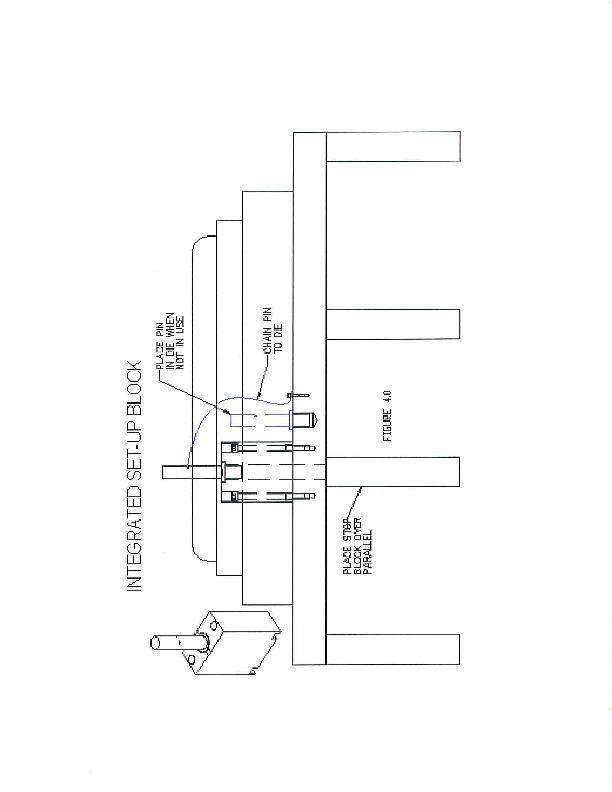 INTEGRATED SET-UP BLOCK
PLACE PIN
IN DIE WHEN
NOT IN USE
CHAIN PIN
TO DIE
FIGURE 4.0
PLACE STOP
BLOCK OVER
PARALLEL